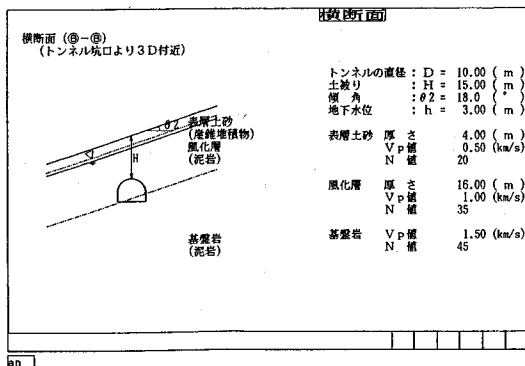 横断面
横断面 (Ⓑ-Ⓑ)
(トンネル坑口より3D付近)
トンネルの直径 : D = 10.00 ( m )
土被り : H = 15.00 ( m )
傾 角 : θ2 = 18.0 ( ° )
地下水位 : h = 3.00 ( m )
θ2
表層土砂
(崖錐堆積物)
風化層
(泥岩)
H
基盤岩
(泥岩)
表層土砂 厚 さ 4.00 ( m )
Vp値 0.50 (km/s)
N 値 20
風化層 厚 さ 16.00 ( m )
Vp値 1.00 (km/s)
N 値 35
基盤岩 Vp値 1.50 (km/s)
N 値 45